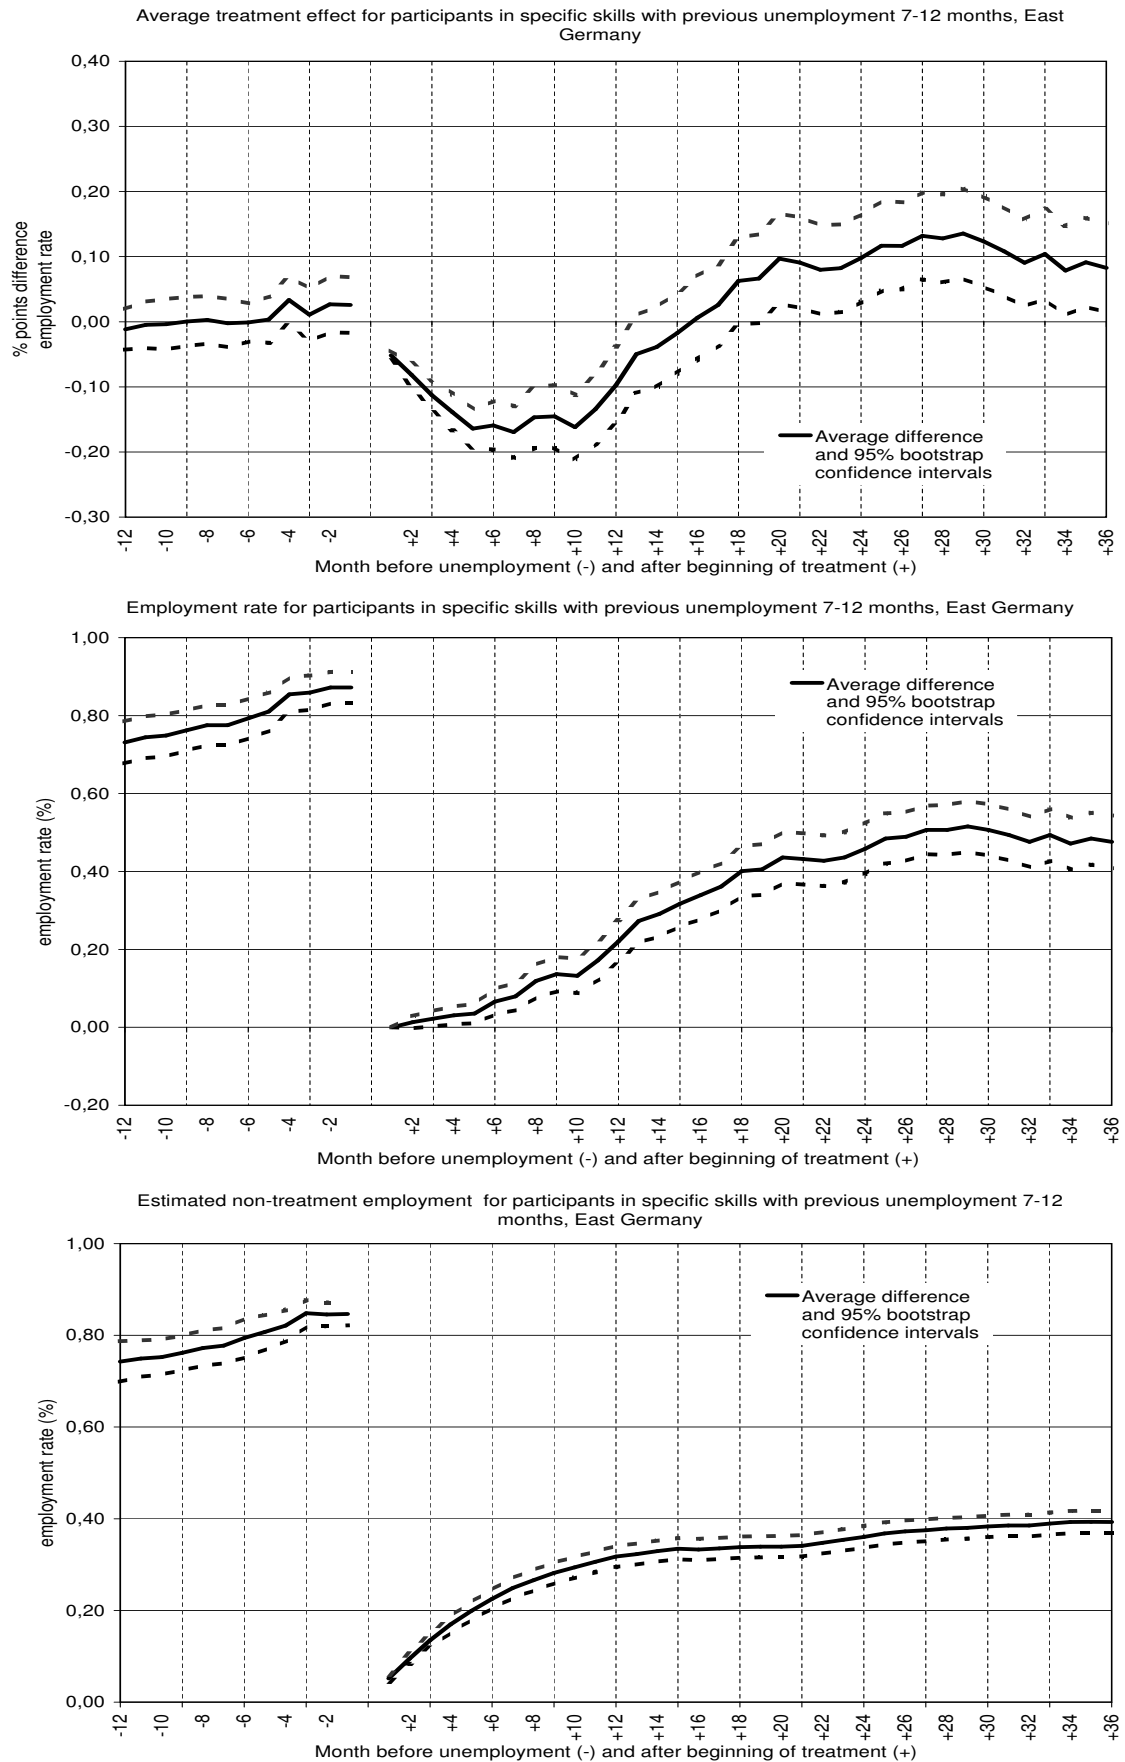 Average treatment effect for participants in specific skills with previous unemployment 7-12 months, East
Germany
0,40
0,30
0,20
0,10
0,00
-0,10
-0,20
-0,30
% points difference
employment rate
Average difference
and 95% bootstrap
confidence intervals
-12 -10 -8 -6 -4 -2 +2 +4 +6 +8 +10 +12 +14 +16 +18 +20 +22 +24 +26 +28 +30 +32 +34 +36
Month before unemployment (-) and after beginning of treatment (+)
Employment rate for participants in specific skills with previous unemployment 7-12 months, East Germany
1,00
0,80
0,60
0,40
0,20
0,00
-0,20
employment rate (%)
Average difference
and 95% bootstrap
confidence intervals
-12 -10 -8 -6 -4 -2 +2 +4 +6 +8 +10 +12 +14 +16 +18 +20 +22 +24 +26 +28 +30 +32 +34 +36
Month before unemployment (-) and after beginning of treatment (+)
Estimated non-treatment employment for participants in specific skills with previous unemployment 7-12
months, East Germany
1,00
0,80
0,60
0,40
0,20
0,00
employment rate (%)
Average difference
and 95% bootstrap
confidence intervals
-12 -10 -8 -6 -4 -2 +2 +4 +6 +8 +10 +12 +14 +16 +18 +20 +22 +24 +26 +28 +30 +32 +34 +36
Month before unemployment (-) and after beginning of treatment (+)